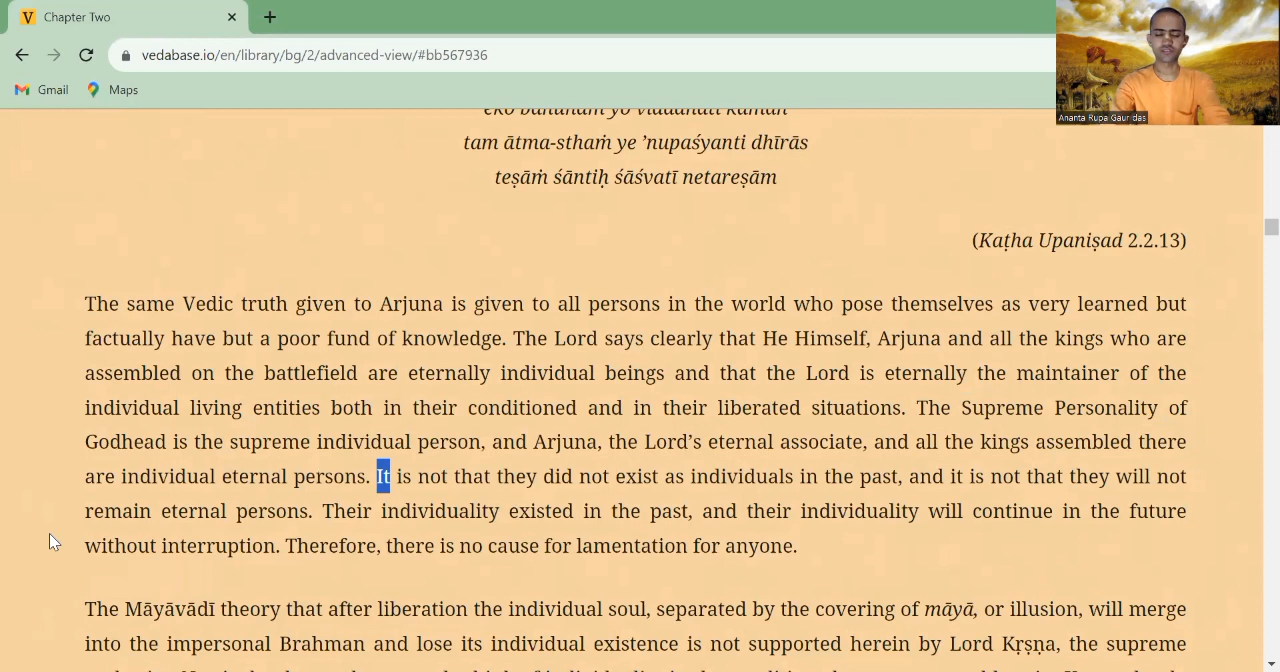 V Chapter Two
vedabase.io/en/library/bg/2/advanced-view/#bb567936
Gmail Maps
Ananta Rupa Gaur das
eko bahūnāṁ yo vidadhāti kāmān
tam ātma-sthaṁ ye ’nupaśyanti dhīrās
teṣāṁ śāntiḥ śāśvatī netareṣām
(Kaṭha Upaniṣad 2.2.13)
The same Vedic truth given to Arjuna is given to all persons in the world who pose themselves as very learned but
factually have but a poor fund of knowledge. The Lord says clearly that He Himself, Arjuna and all the kings who are
assembled on the battlefield are eternally individual beings and that the Lord is eternally the maintainer of the
individual living entities both in their conditioned and in their liberated situations. The Supreme Personality of
Godhead is the supreme individual person, and Arjuna, the Lord’s eternal associate, and all the kings assembled there
are individual eternal persons. It is not that they did not exist as individuals in the past, and it is not that they will not
remain eternal persons. Their individuality existed in the past, and their individuality will continue in the future
without interruption. Therefore, there is no cause for lamentation for anyone.
The Māyāvādī theory that after liberation the individual soul, separated by the covering of māyā, or illusion, will merge
into the impersonal Brahman and lose its individual existence is not supported herein by Lord Kṛṣṇa, the supreme